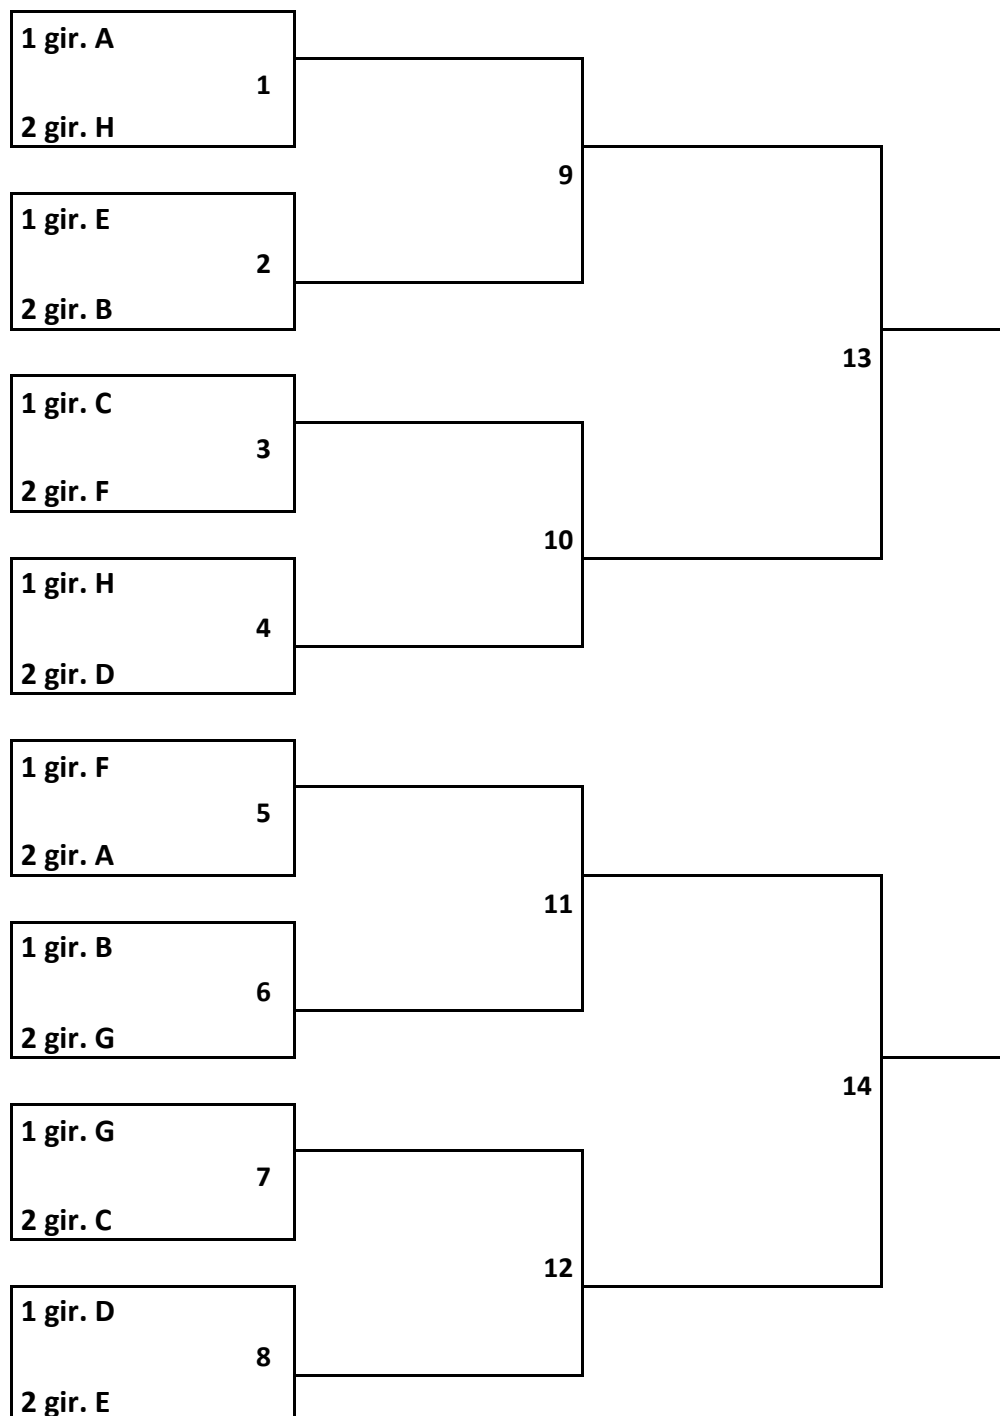 1 gir. A
1
2 gir. H
9
1 gir. E
2
2 gir. B
13
1 gir. C
3
2 gir. F
10
1 gir. H
4
2 gir. D
1 gir. F
5
2 gir. A
11
1 gir. B
6
2 gir. G
14
1 gir. G
7
2 gir. C
12
1 gir. D
8
2 gir. E